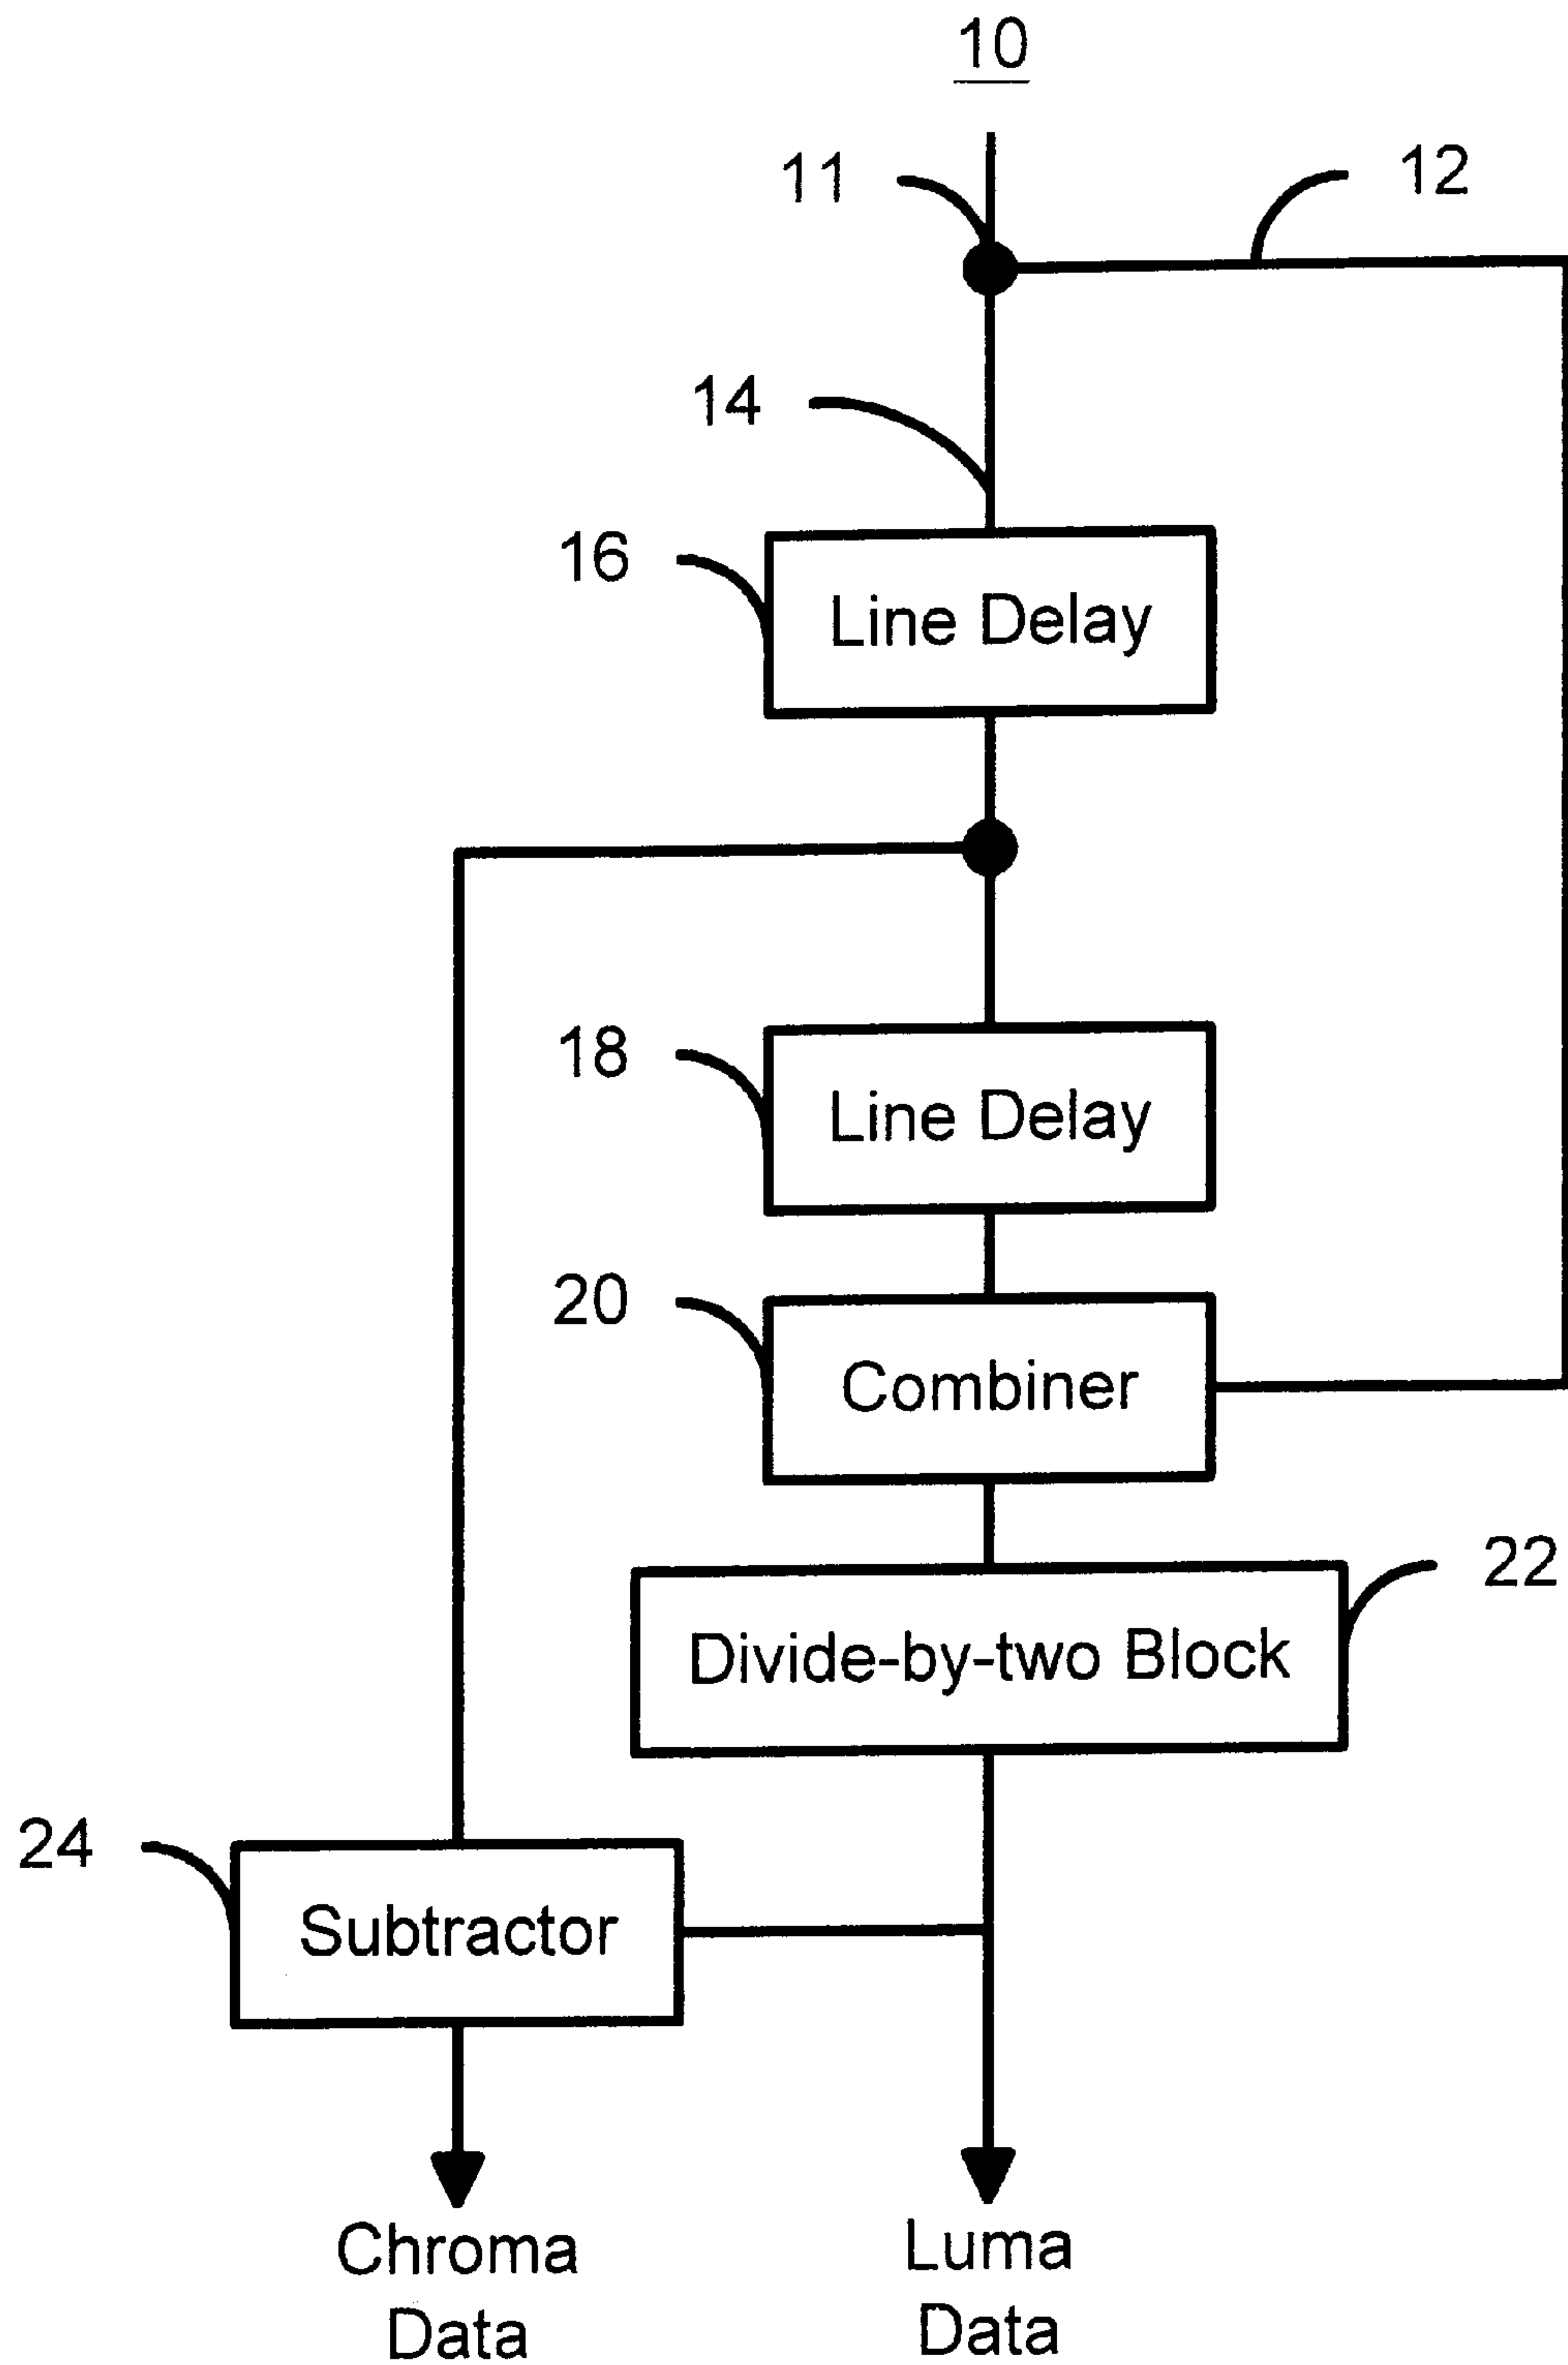 10
11
12
14
16
Line Delay
18
Line Delay
20
Combiner
22
Divide-by-two Block
24
Subtractor
Chroma
Data
Luma
Data